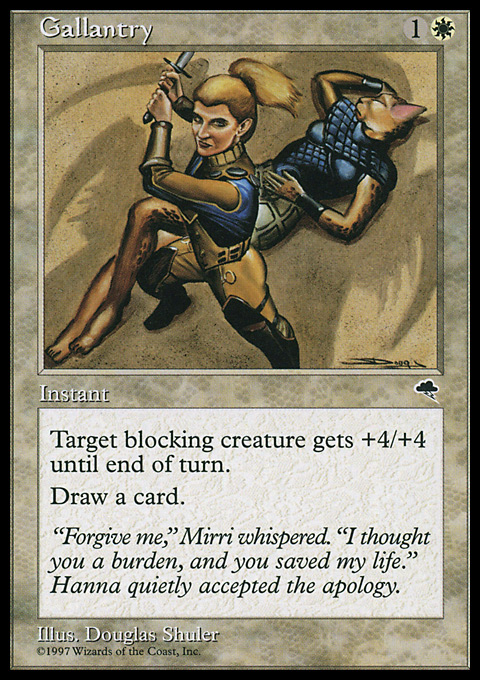 Gallantry 1
Instant
Target blocking creature gets +4/+4
until end of turn.
Draw a card.
“Forgive me,” Mirri whispered. “I thought
you a burden, and you saved my life.”
Hanna quietly accepted the apology.
Illus. Douglas Shuler
©1997 Wizards of the Coast, Inc.